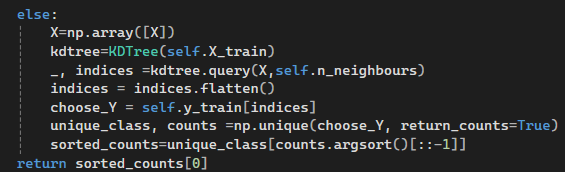 else:
X=np.array([X])
kdtree=KDTree(self.X_train)
_, indices =kdtree.query(X,self.n_neighbours)
indices = indices.flatten()
choose_Y = self.y_train[indices]
unique_class, counts =np.unique(choose_Y, return_counts=True)
sorted_counts=unique_class[counts.argsort()[::-1]]
return sorted_counts[0]